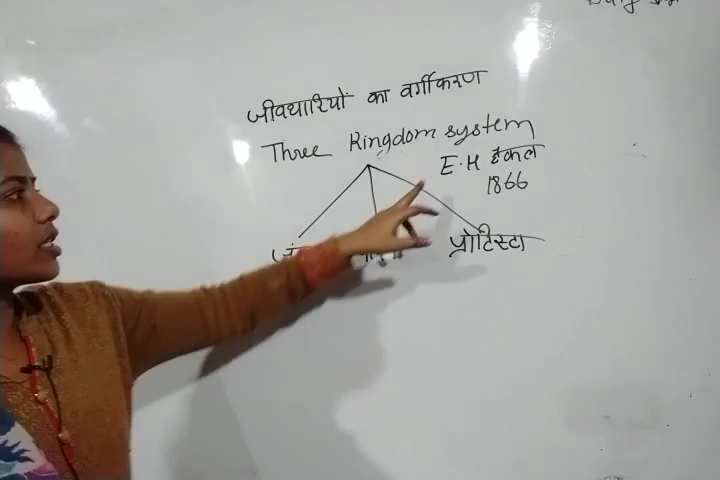 जीवधारियों का वर्गीकरण
Three Kingdom system
E.H हैकल
1866
प्रोटिस्टा